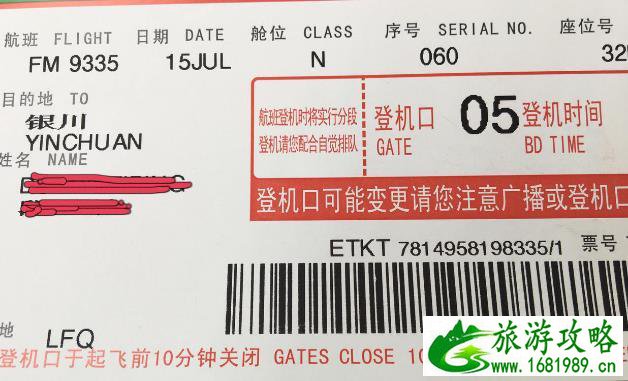 航班 FLIGHT 日期 DATE 舱位 CLASS 序号 SERIAL NO. 座位号
FM 9335 15JUL N 060
目的地 TO
银川
YINCHUAN
姓名 NAME
航班登机时将实行分段
登机请您配合自觉排队
登机口 05 登机时间
GATE BD TIME
登机口可能变更请您注意广播或登机口
ETKT 7814958198335/1 票号
地 LFQ
登机口于起飞前10分钟关闭 GATES CLOSE
旅游攻略
www.1681989.cn